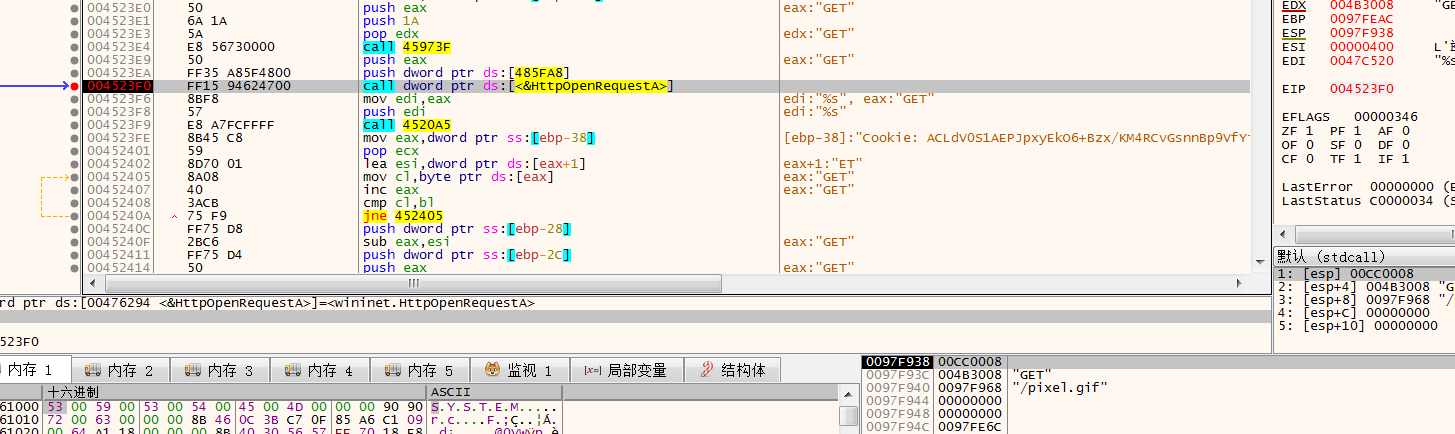 004523E0 50 push eax eax:"GET"
004523E1 6A 1A push 1A
004523E3 5A pop edx edx:"GET"
004523E4 E8 56730000 call 45973F
004523E9 50 push eax eax:"GET"
004523EA FF35 A85F4800 push dword ptr ds:[485FA8]
004523F0 FF15 94624700 call dword ptr ds:[<&HttpOpenRequestA>]
004523F6 8BF8 mov edi,eax edi:"%s", eax:"GET"
004523F8 57 push edi edi:"%s"
004523F9 E8 A7FCFFFF call 4520A5
004523FE 8B45 C8 mov eax,dword ptr ss:[ebp-38] [ebp-38]:"Cookie: ACLdVOS1AEPJpxyEkO6+Bzx/KM4RCvGsnnBp9VfY
00452401 59 pop ecx
00452402 8D70 01 lea esi,dword ptr ds:[eax+1] eax+1:"ET"
00452405 8A08 mov cl,byte ptr ds:[eax] eax:"GET"
00452407 40 inc eax eax:"GET"
00452408 3ACB cmp cl,bl
0045240A ^ 75 F9 jne 452405
0045240C FF75 D8 push dword ptr ss:[ebp-28]
0045240F 2BC6 sub eax,esi eax:"GET"
00452411 FF75 D4 push dword ptr ss:[ebp-2C]
00452414 50 push eax eax:"GET"
EDX 004B3008 "GE
EBP 0097FEAC
ESP 0097F938
ESI 00000400
EDI 0047C520 "%s
EIP 004523F0
EFLAGS 00000346
ZF 1 PF 1 AF 0
OF 0 SF 0 DF 0
CF 0 TF 1 IF 1
LastError 00000000 (E
LastStatus C0000034 (S
默认 (stdcall)
1: [esp] 00CC0008
2: [esp+4] 004B3008 "G
3: [esp+8] 0097F968 "/
4: [esp+C] 00000000
5: [esp+10] 00000000
rd ptr ds:[00476294 <&HttpOpenRequestA>]=<wininet.HttpOpenRequestA>
523F0
内存 1 内存 2 内存 3 内存 4 内存 5 监视 1 [x=] 局部变量 结构体
十六进制 ASCII
61000 53 00 59 00 53 00 54 00 45 00 4D 00 00 00 90 90 S.Y.S.T.E.M.....
61010 72 00 63 00 00 00 8B 46 0C 3B C7 0F 85 A6 C1 09 r.c....F.;Ç..¦Á.
0097F938 00CC0008
0097F93C 004B3008 "GET"
0097F940 0097F968 "/pixel.gif"
0097F944 00000000
0097F948 00000000
0097F94C 0097FE6C